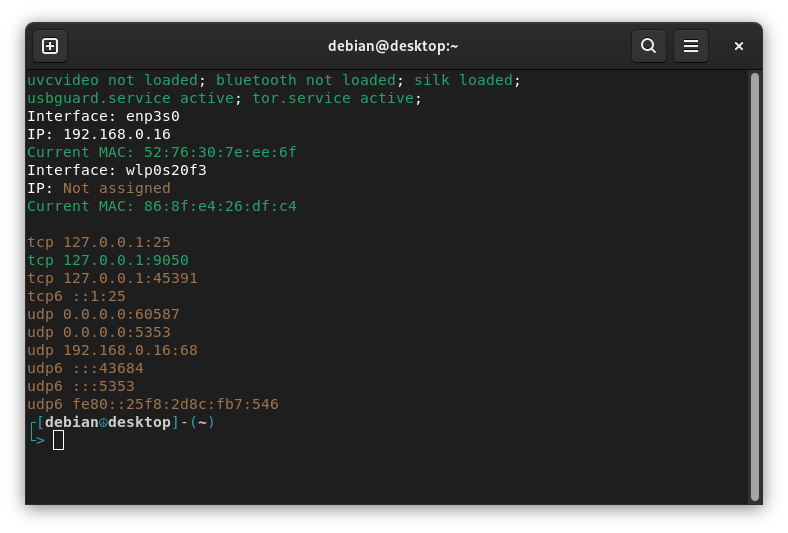 debian@desktop:~
uvcvideo not loaded; bluetooth not loaded; silk loaded;
usbguard.service active; tor.service active;
Interface: enp3s0
IP: 192.168.0.16
Current MAC: 52:76:30:7e:ee:6f
Interface: wlp0s20f3
IP: Not assigned
Current MAC: 86:8f:e4:26:df:c4
tcp 127.0.0.1:25
tcp 127.0.0.1:9050
tcp 127.0.0.1:45391
tcp6 ::1:25
udp 0.0.0.0:60587
udp 0.0.0.0:5353
udp 192.168.0.16:68
udp6 :::43684
udp6 :::5353
udp6 fe80::25f8:2d8c:fb7:546
┌[debian☮desktop]-(~)
└>